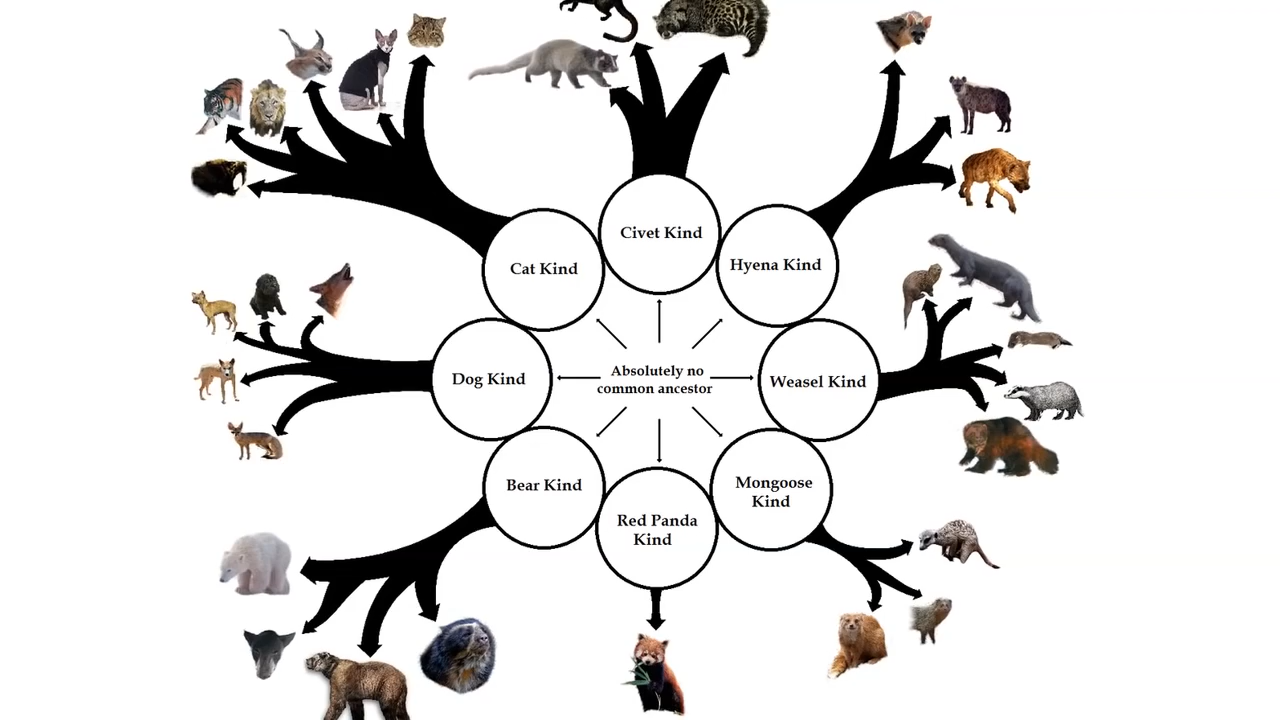 Civet Kind
Cat Kind
Hyena Kind
Absolutely no
common ancestor
Dog Kind
Weasel Kind
Bear Kind
Mongoose
Kind
Red Panda
Kind